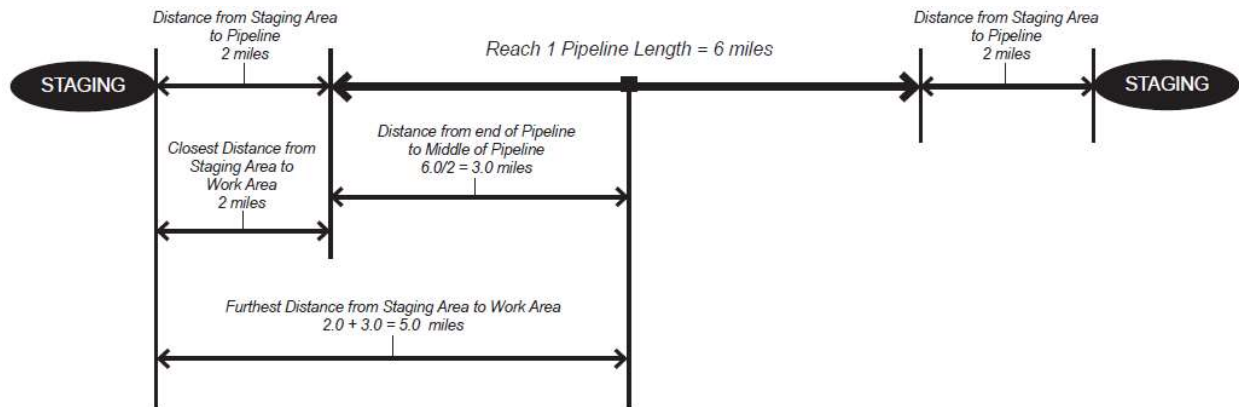 Distance from Staging Area
to Pipeline
2 miles
Reach 1 Pipeline Length = 6 miles
Distance from Staging Area
to Pipeline
2 miles
STAGING
STAGING
Closest Distance from
Staging Area to
Work Area
2 miles
Distance from end of Pipeline
to Middle of Pipeline
6.0/2 = 3.0 miles
Furthest Distance from Staging Area to Work Area
2.0 + 3.0 = 5.0 miles